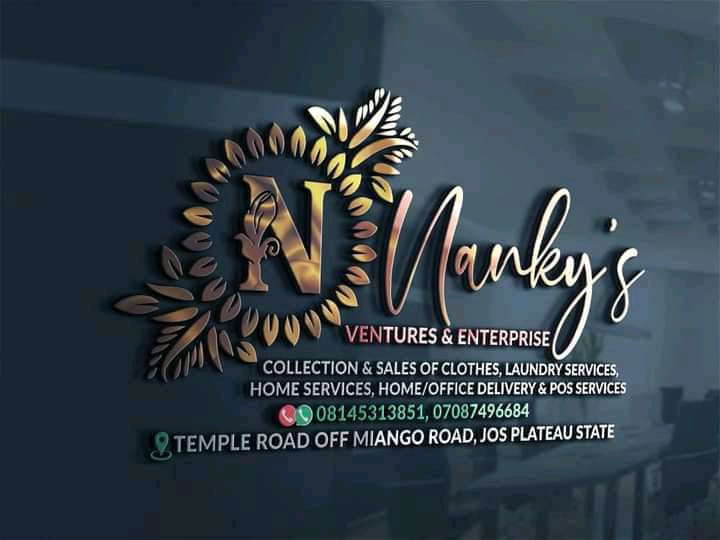 N
Nanky's
VENTURES & ENTERPRISE
COLLECTION & SALES OF CLOTHES, LAUNDRY SERVICES,
HOME SERVICES, HOME/OFFICE DELIVERY & POS SERVICES
08145313851, 07087496684
TEMPLE ROAD OFF MIANGO ROAD, JOS PLATEAU STATE